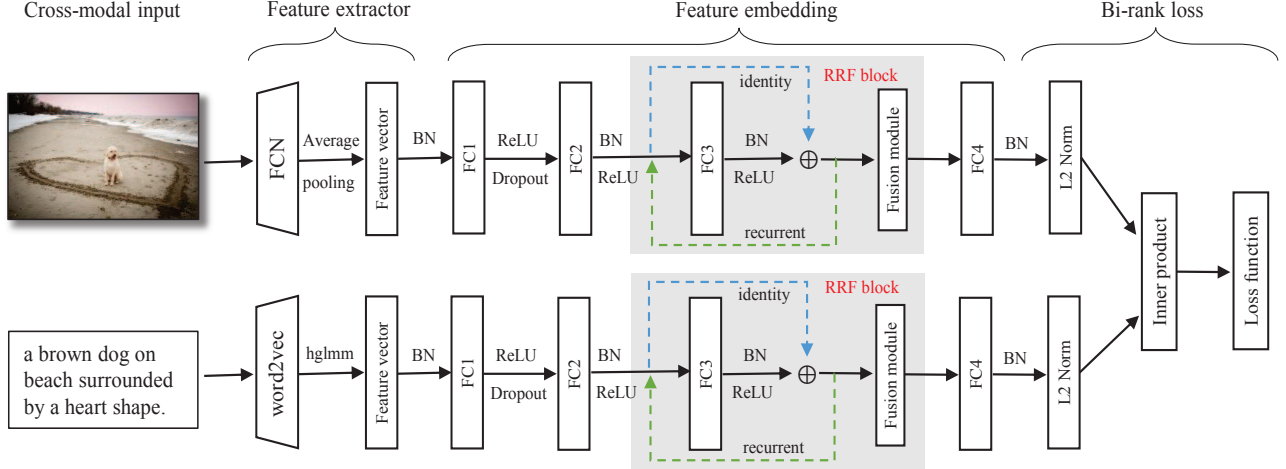 Cross-modal input
Feature extractor
Feature embedding
Bi-rank loss
FCN
Average
pooling
Feature vector
BN
FC1
ReLU
Dropout
FC2
BN
ReLU
identity
RRF block
FC3
BN
ReLU
recurrent
Fusion module
FC4
BN
L2 Norm
Inner product
Loss function
a brown dog on
beach surrounded
by a heart shape.
word2vec
hglmm
Feature vector
BN
FC1
ReLU
Dropout
FC2
BN
ReLU
identity
RRF block
FC3
BN
ReLU
recurrent
Fusion module
FC4
BN
L2 Norm